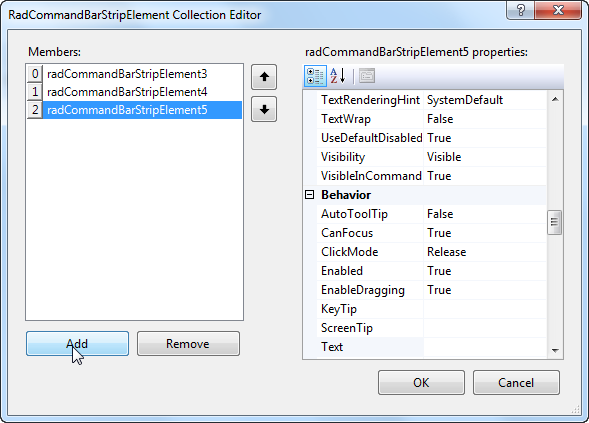 RadCommandBarStripElement Collection Editor
?
Members:
radCommandBarStripElement5 properties:
0 radCommandBarStripElement3
1 radCommandBarStripElement4
2 radCommandBarStripElement5
A
Z
TextRenderingHint SystemDefault
TextWrap False
UseDefaultDisabled True
Visibility Visible
VisibleInCommand True
Behavior
AutoToolTip False
CanFocus True
ClickMode Release
Enabled True
EnableDragging True
KeyTip
ScreenTip
Text
Add Remove
OK Cancel